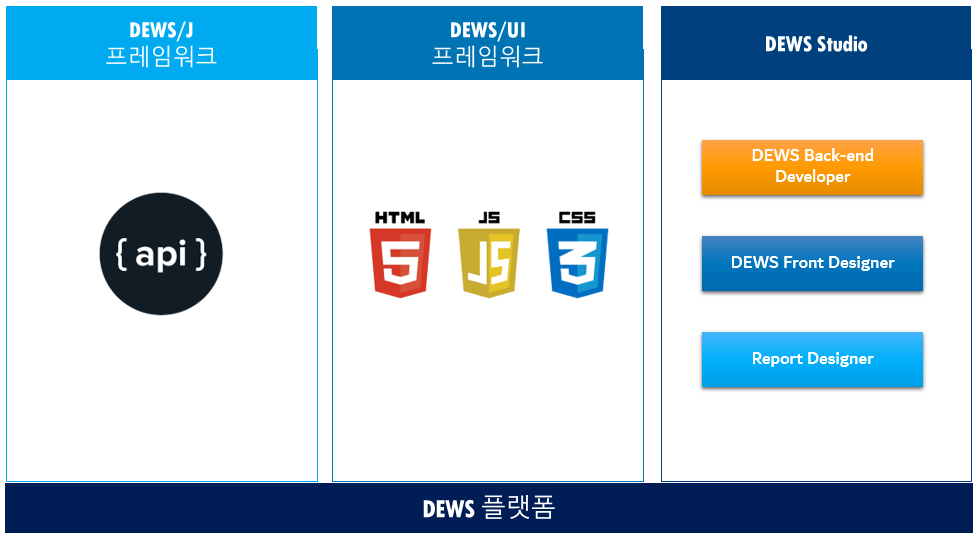 DEWS/J
프레임워크
DEWS/UI
프레임워크
DEWS Studio
{ api }
HTML
5
JS
JS
CSS
3
DEWS Back-end
Developer
DEWS Front Designer
Report Designer
DEWS 플랫폼